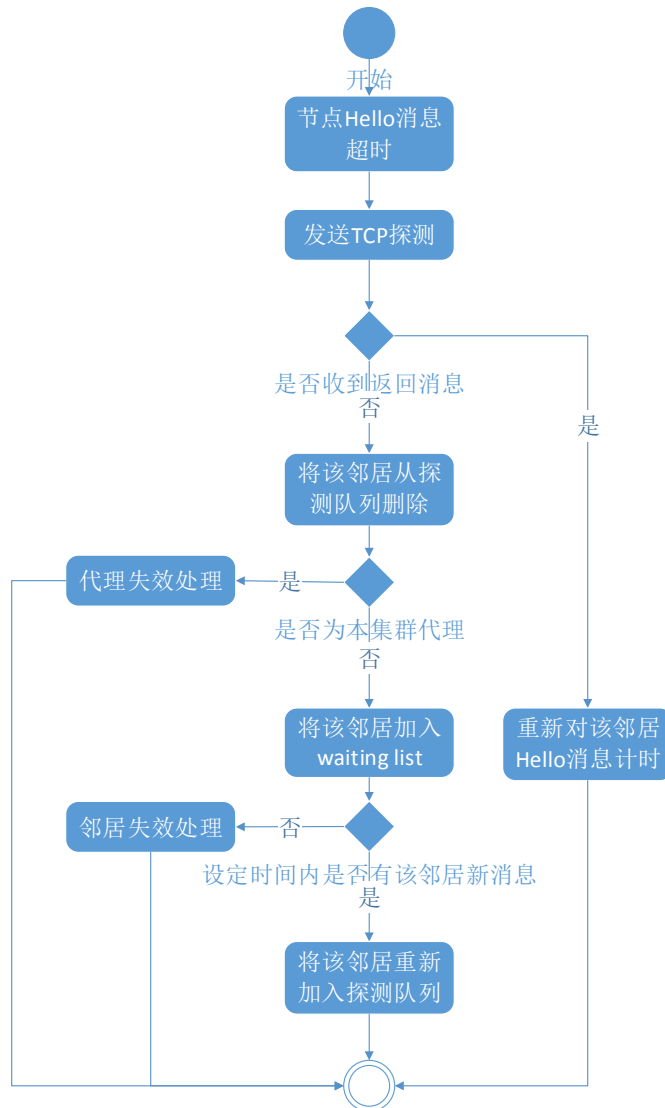 开始
节点Hello消息
超时
发送TCP探测
是否收到返回消息
否
是
将该邻居从探
测队列删除
代理失效处理
是
是否为本集群代理
否
将该邻居加入
waiting list
重新对该邻居
Hello消息计时
邻居失效处理
否
设定时间内是否有该邻居新消息
是
将该邻居重新
加入探测队列